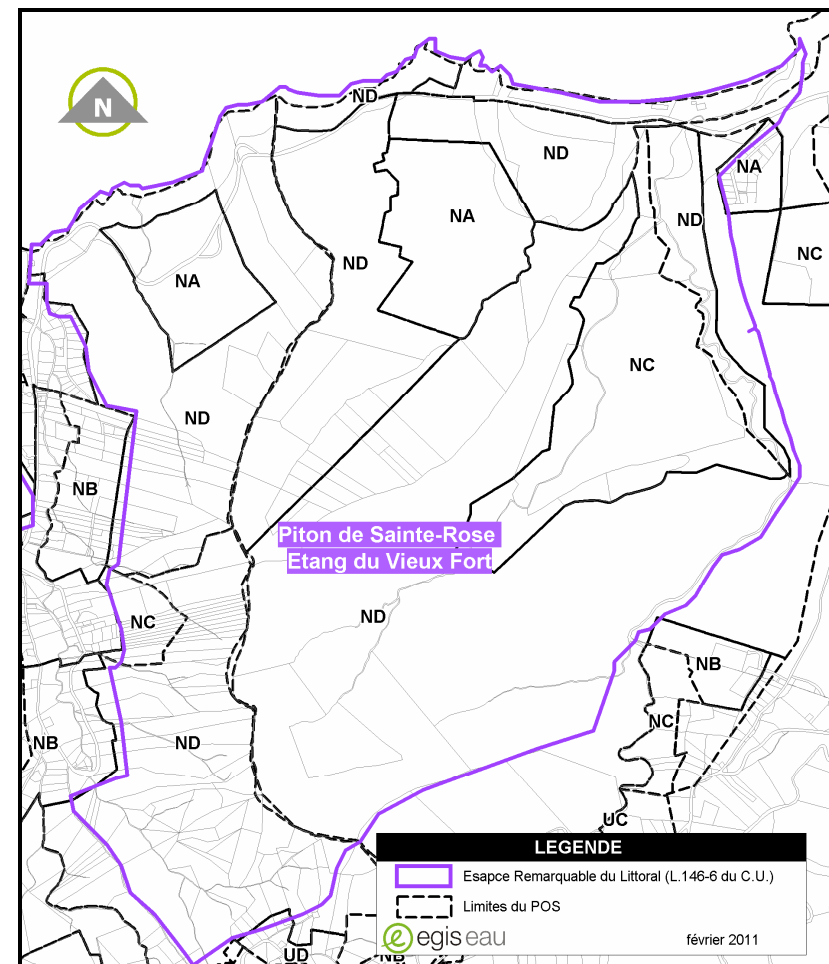 N
ND
ND
NA
NA
ND
NC
NA
ND
NA
ND
NC
NB
Piton de Sainte-Rose
Etang du Vieux Fort
NC
ND
NB
NC
NB
ND
UC
LEGENDE
Esapce Remarquable du Littoral (L.146-6 du C.U.)
Limites du POS
egis eau
février 2011
UD
NB